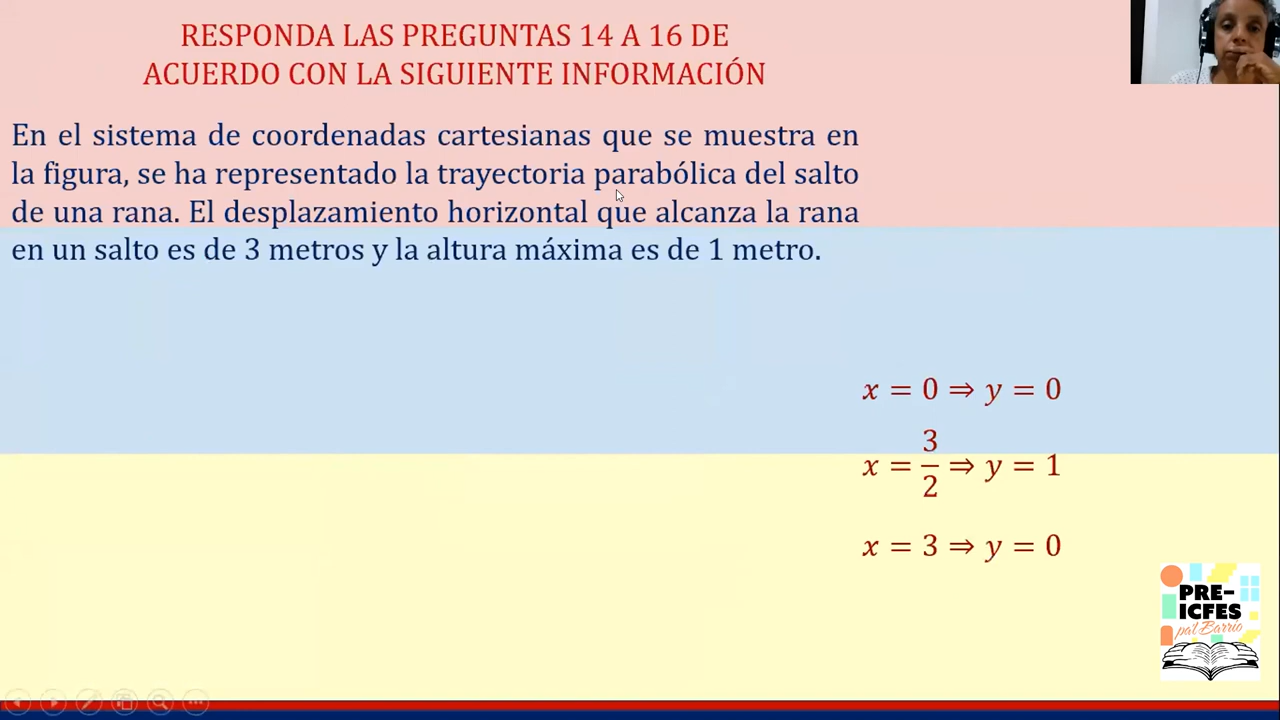 RESPONDA LAS PREGUNTAS 14 A 16 DE
ACUERDO CON LA SIGUIENTE INFORMACIÓN
En el sistema de coordenadas cartesianas que se muestra en
la figura, se ha representado la trayectoria parabólica del salto
de una rana. El desplazamiento horizontal que alcanza la rana
en un salto es de 3 metros y la altura máxima es de 1 metro.
x = 0 ⇒ y = 0
x = 3/2 ⇒ y = 1
x = 3 ⇒ y = 0
PRE-
ICFES
pa'l Barrio